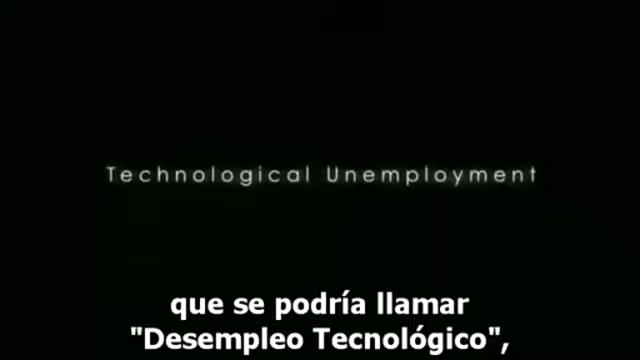 Technological Unemployment
que se podría llamar
"Desempleo Tecnológico",